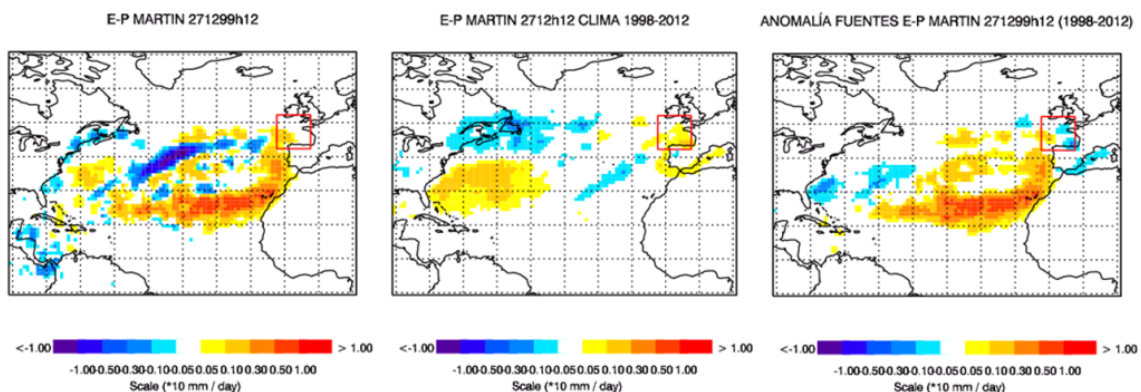 E-P MARTIN 271299h12
E-P MARTIN 2712h12 CLIMA 1998-2012
ANOMALÍA FUENTES E-P MARTIN 271299h12 (1998-2012)
<-1.00 > 1.00
-1.00 0.50 0.30 0.10 0.05 0.05 0.10 0.30 0.50 1.00
Scale (*10 mm / day)
<-1.00 > 1.00
-1.00 0.50 0.30 0.10 0.05 0.05 0.10 0.30 0.50 1.00
Scale (*10 mm / day)
<-1.00 > 1.00
-1.00 0.50 0.30 0.10 0.05 0.05 0.10 0.30 0.50 1.00
Scale (*10 mm / day)